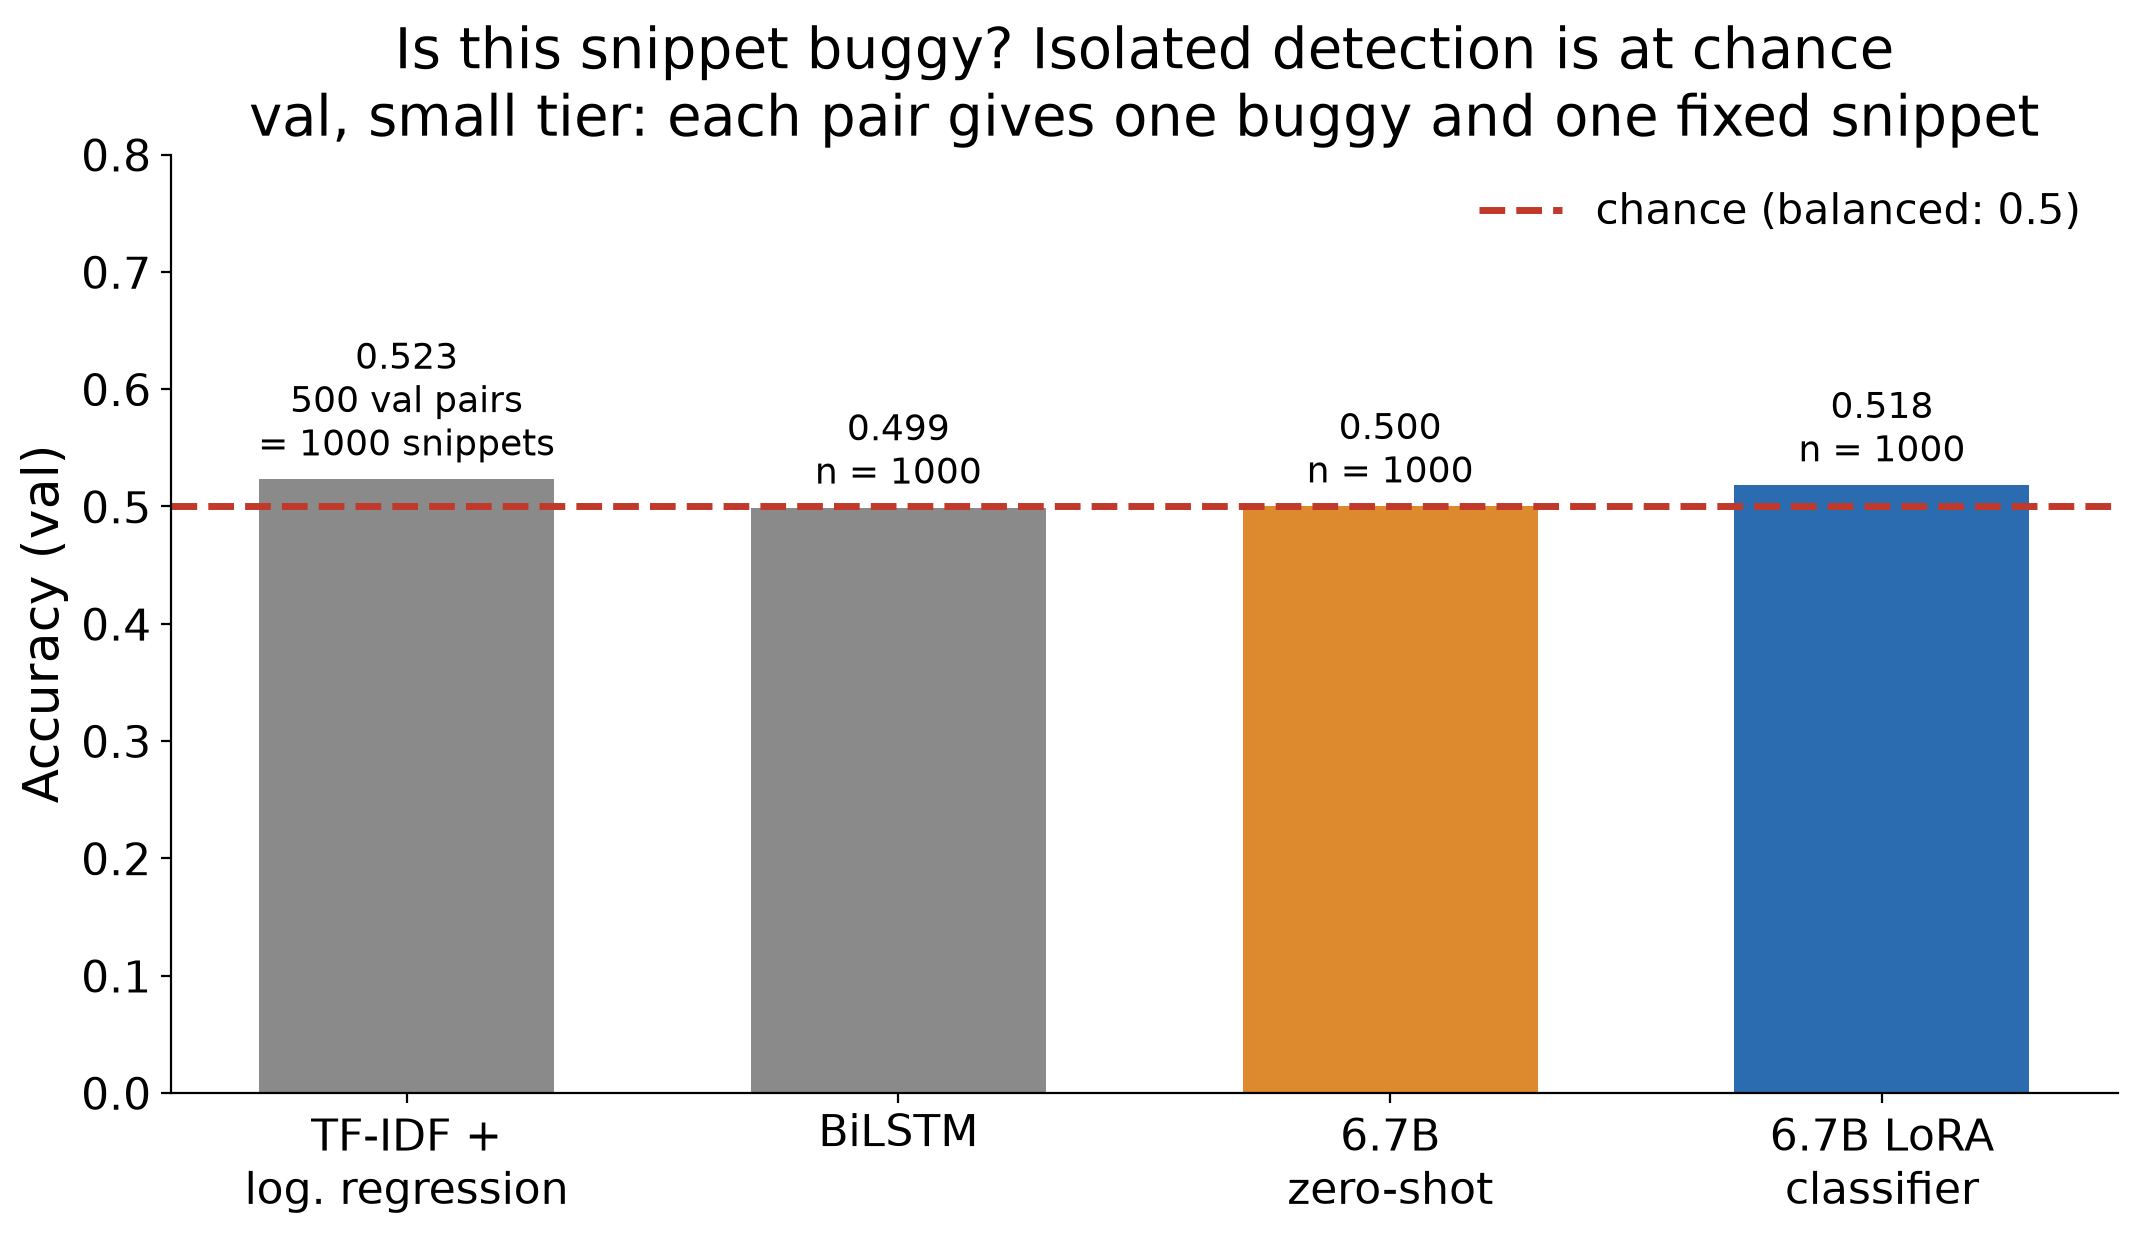 Is this snippet buggy? Isolated detection is at chance
val, small tier: each pair gives one buggy and one fixed snippet
chance (balanced: 0.5)
Accuracy (val)
0.8
0.7
0.6
0.5
0.4
0.3
0.2
0.1
0.0
0.523
500 val pairs
= 1000 snippets
0.499
n = 1000
0.500
n = 1000
0.518
n = 1000
TF-IDF +
log. regression
BiLSTM
6.7B
zero-shot
6.7B LoRA
classifier